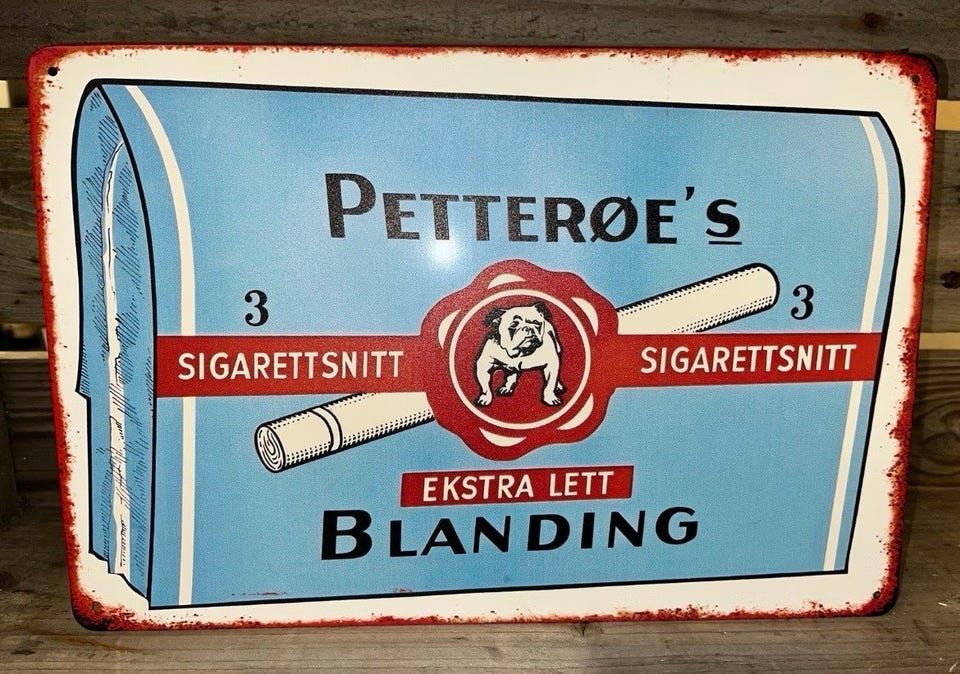 PETTERØE'S
3 3
SIGARETTSNITT SIGARETTSNITT
EKSTRA LETT
BLANDING